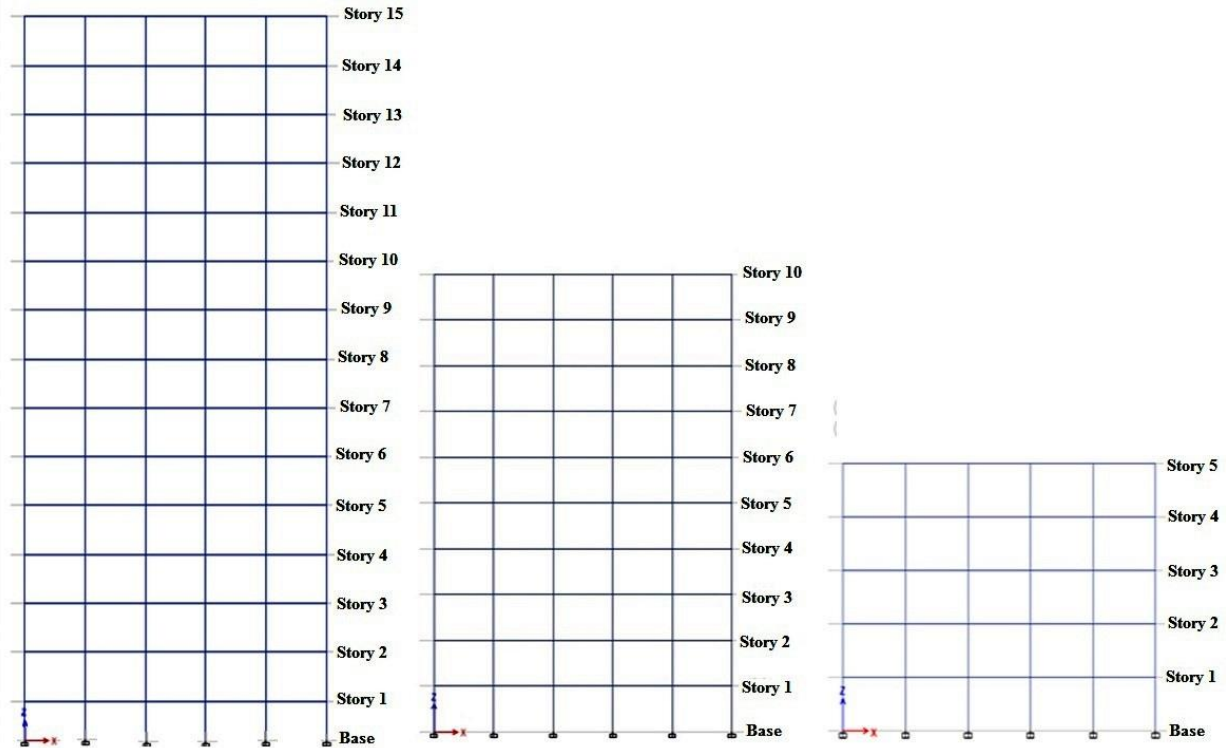 Story 15
Story 14
Story 13
Story 12
Story 11
Story 10
Story 9
Story 8
Story 7
Story 6
Story 5
Story 4
Story 3
Story 2
Story 1
Base
Z
X
Story 10
Story 9
Story 8
Story 7
Story 6
Story 5
Story 4
Story 3
Story 2
Story 1
Base
Z
X
Story 5
Story 4
Story 3
Story 2
Story 1
Base
Z
X